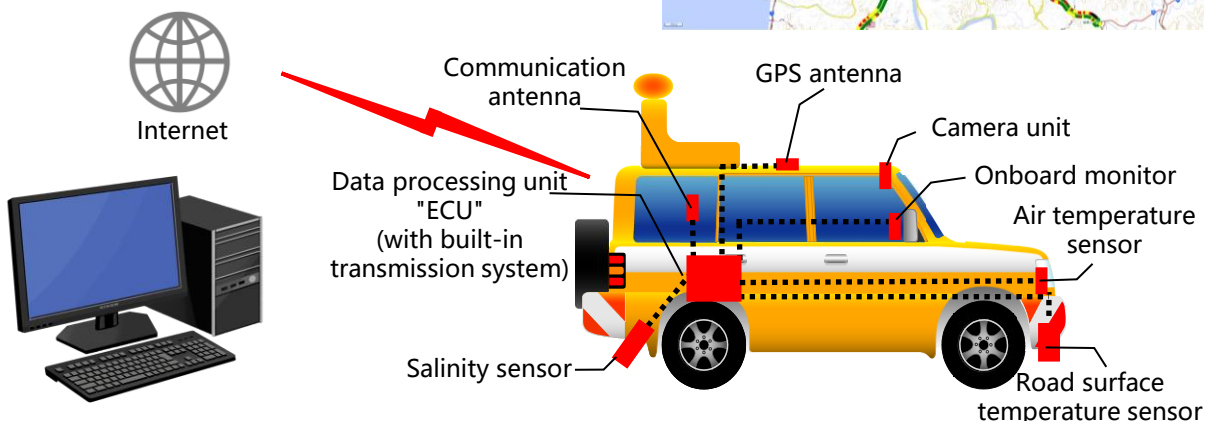 Internet
Communication
antenna
GPS antenna
Camera unit
Onboard monitor
Air temperature
sensor
Data processing unit
"ECU"
(with built-in
transmission system)
Salinity sensor
Road surface
temperature sensor